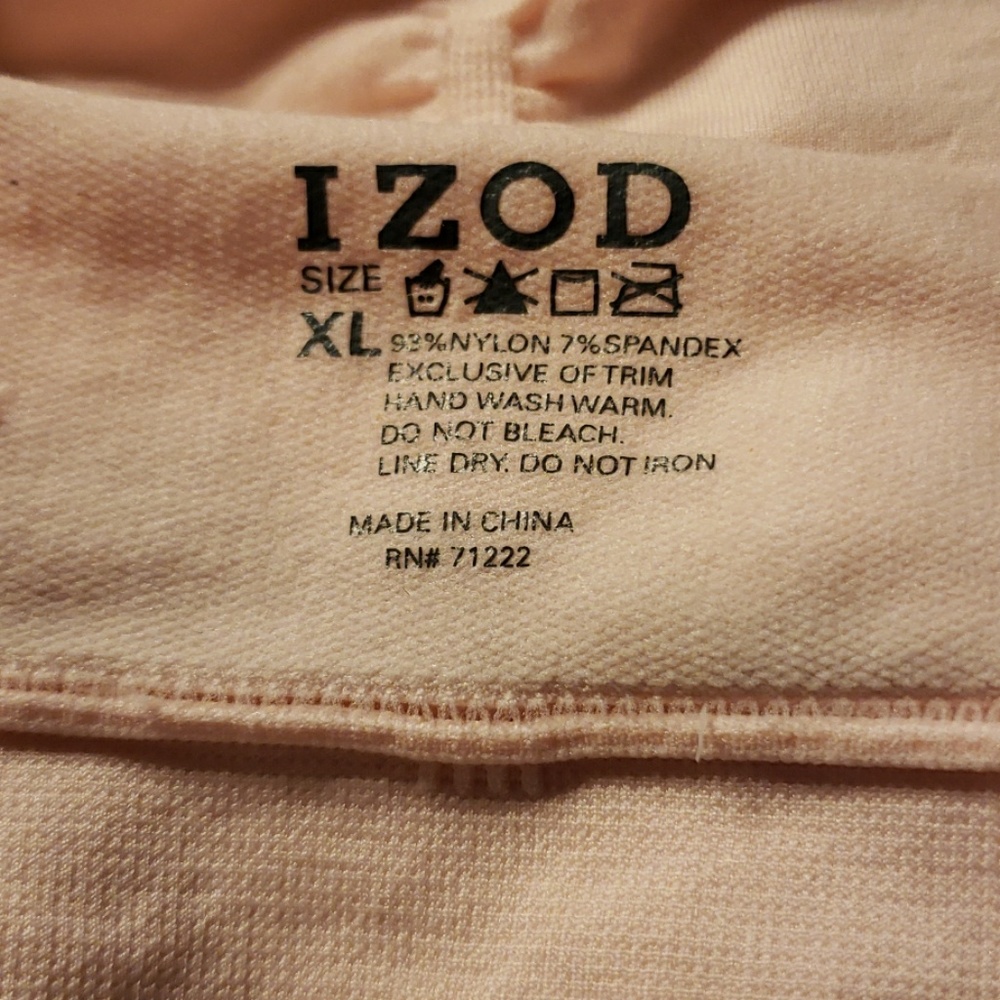 IZOD
SIZE
XL 93%NYLON 7%SPANDEX
EXCLUSIVE OF TRIM
HAND WASH WARM.
DO NOT BLEACH.
LINE DRY. DO NOT IRON
MADE IN CHINA
RN# 71222